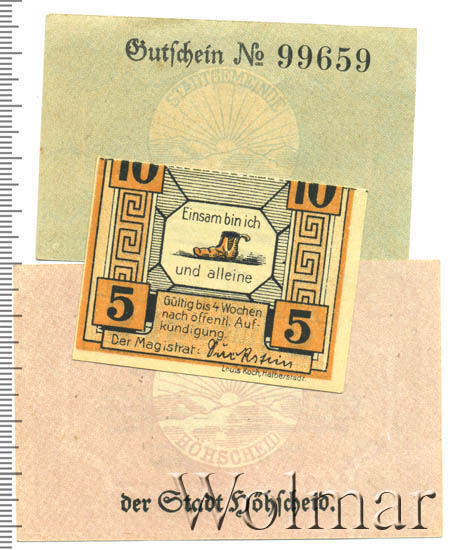 Gutschein № 99659
STADTGEMEINDE
10 10
Einsam bin ich
und alleine
5 5
Gültig bis 4 Wochen
nach öffentl. Auf-
kündigung.
Der Magistrat:
Louis Koch, Halberstadt.
HÖHSCHEID
der Stadt Höhscheid.
Wolmar